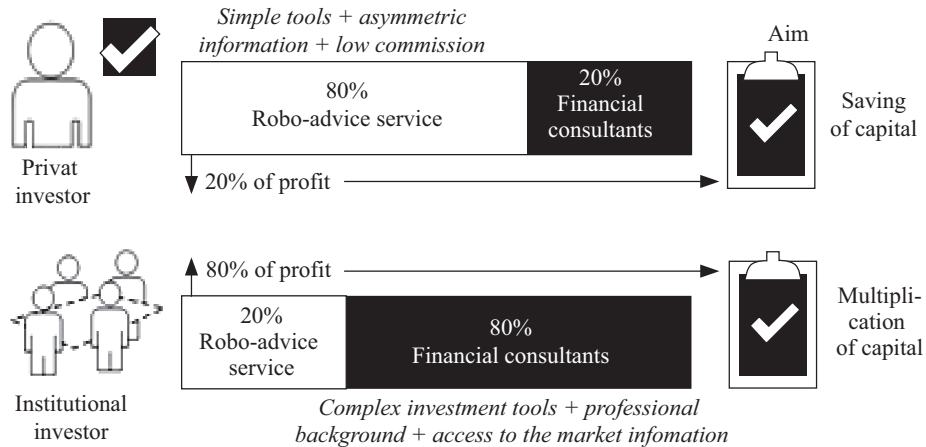 Simple tools + asymmetric
information + low commission
Aim
80%
Robo-advice service
20%
Financial
consultants
Saving
of capital
Privat
investor
20% of profit
80% of profit
20%
Robo-advice
service
80%
Financial consultants
Multipli-
cation
of capital
Institutional
investor
Complex investment tools + professional
background + access to the market infomation